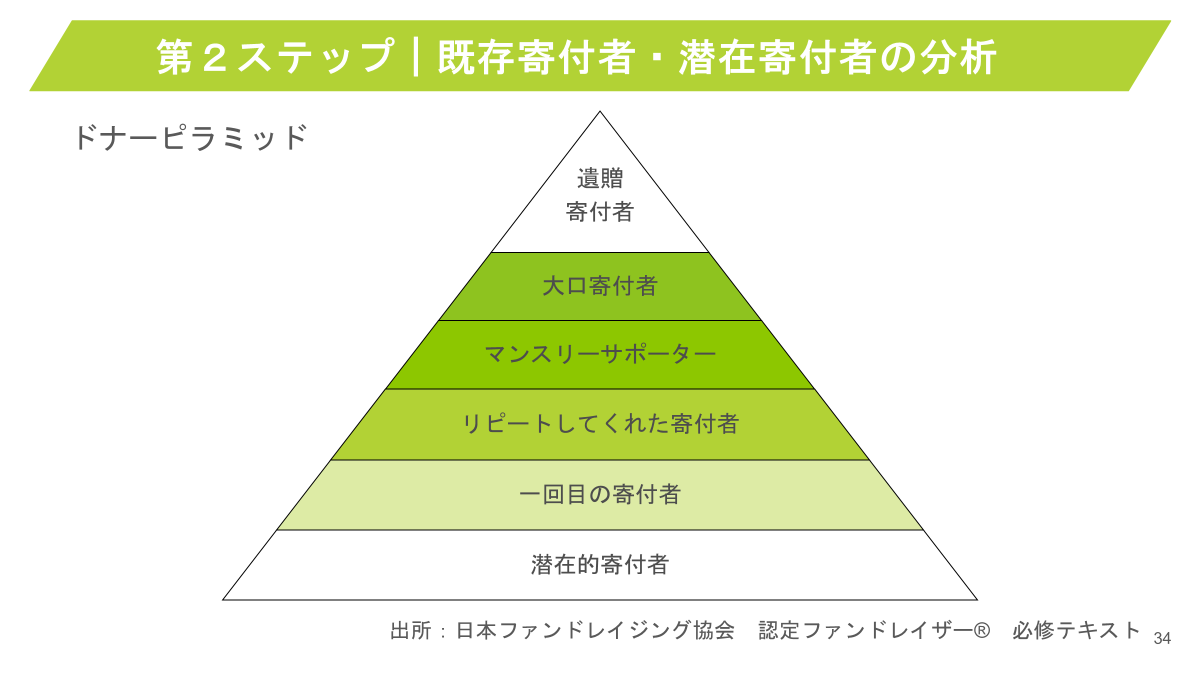 第２ステップ｜既存寄付者・潜在寄付者の分析
ドナーピラミッド
遺贈
寄付者
大口寄付者
マンスリーサポーター
リピートしてくれた寄付者
一回目の寄付者
潜在的寄付者
出所：日本ファンドレイジング協会　認定ファンドレイザー®　必修テキスト
34